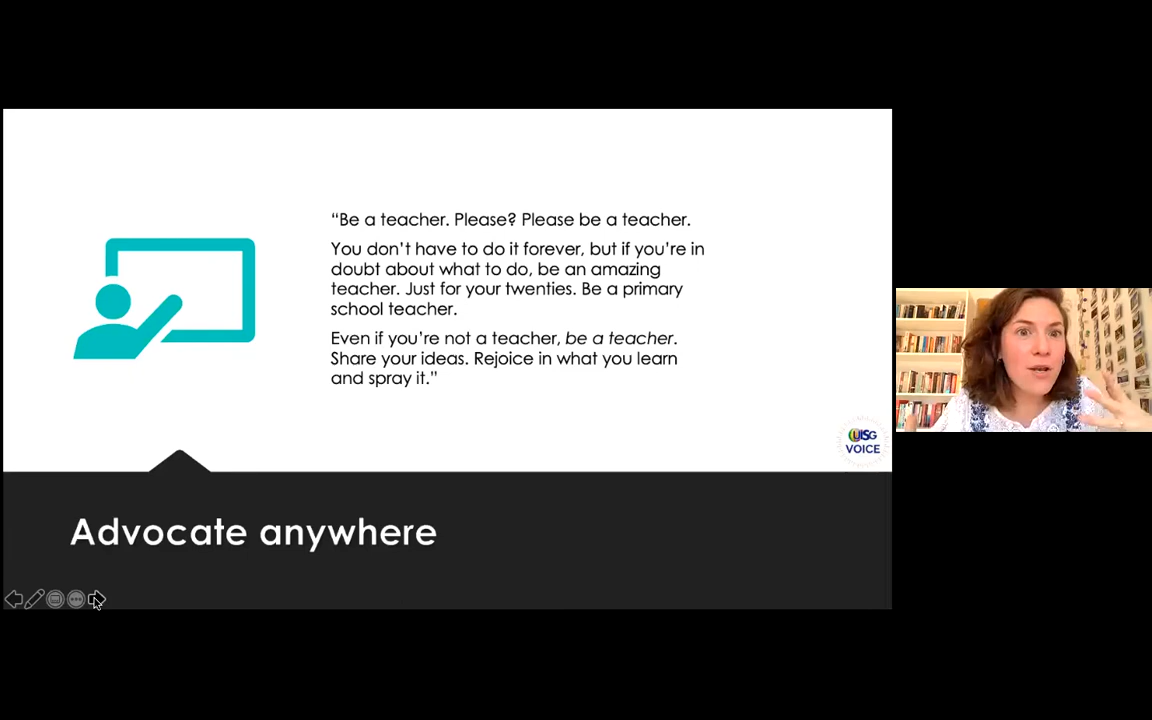 “Be a teacher. Please? Please be a teacher.
You don’t have to do it forever, but if you’re in
doubt about what to do, be an amazing
teacher. Just for your twenties. Be a primary
school teacher.
Even if you’re not a teacher, be a teacher.
Share your ideas. Rejoice in what you learn
and spray it.”
UISG
VOICE
Advocate anywhere